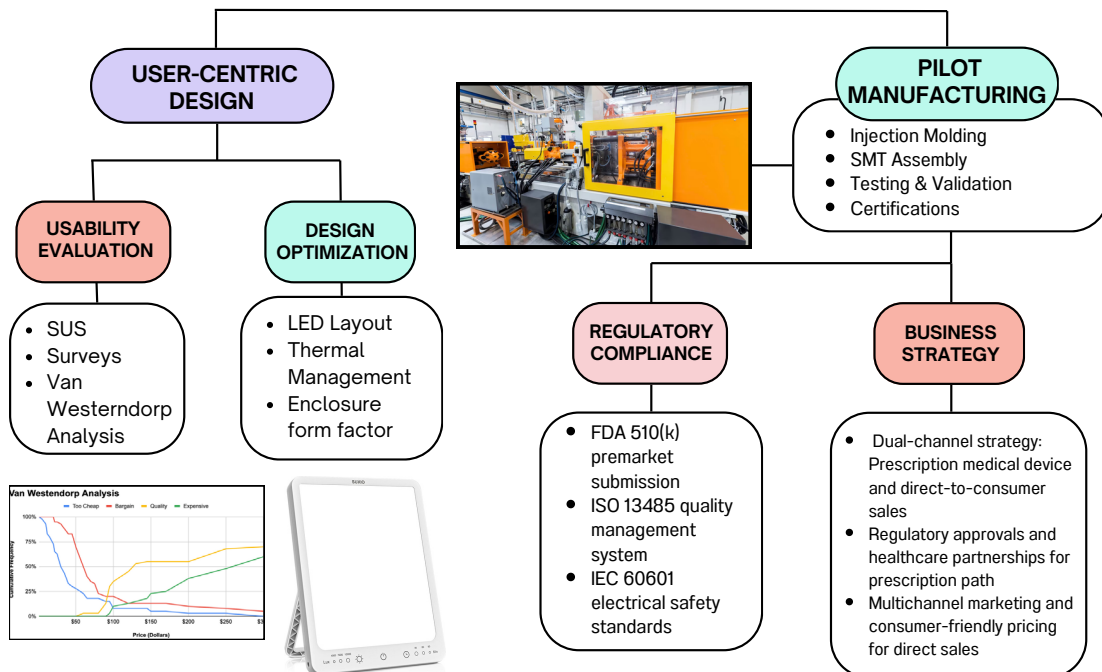 USER-CENTRIC
DESIGN
PILOT
MANUFACTURING
Injection Molding
SMT Assembly
Testing & Validation
Certifications
USABILITY
EVALUATION
DESIGN
OPTIMIZATION
SUS
Surveys
Van
Westerndorp
Analysis
LED Layout
Thermal
Management
Enclosure
form factor
REGULATORY
COMPLIANCE
BUSINESS
STRATEGY
FDA 510(k)
premarket
submission
ISO 13485 quality
management
system
IEC 60601
electrical safety
standards
Dual-channel strategy:
Prescription medical device
and direct-to-consumer
sales
Regulatory approvals and
healthcare partnerships for
prescription path
Multichannel marketing and
consumer-friendly pricing
for direct sales
Van Westendorp Analysis
Too Cheap Bargain Quality Expensive
Cumulative Frequency
100%
75%
50%
25%
0%
$50 $100 $150 $200 $250 $3
Price (Dollars)
Lux